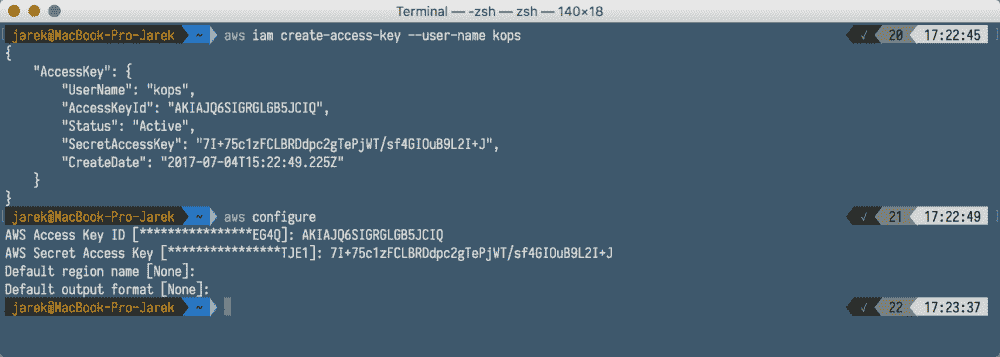 Terminal — -zsh — zsh — 140×18
jarek@MacBook-Pro-Jarek ~ aws iam create-access-key --user-name kops ✓ 20 17:22:45
{
"AccessKey": {
"UserName": "kops",
"AccessKeyId": "AKIAJQ6SIGRGLGB5JCIQ",
"Status": "Active",
"SecretAccessKey": "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",
"CreateDate": "2017-07-04T15:22:49.225Z"
}
}
jarek@MacBook-Pro-Jarek ~ aws configure ✓ 21 17:22:49
AWS Access Key ID [****************EG4Q]: AKIAJQ6SIGRGLGB5JCIQ
AWS Secret Access Key [****************TJE1]: 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
Default region name [None]:
Default output format [None]:
jarek@MacBook-Pro-Jarek ~ ✓ 22 17:23:37